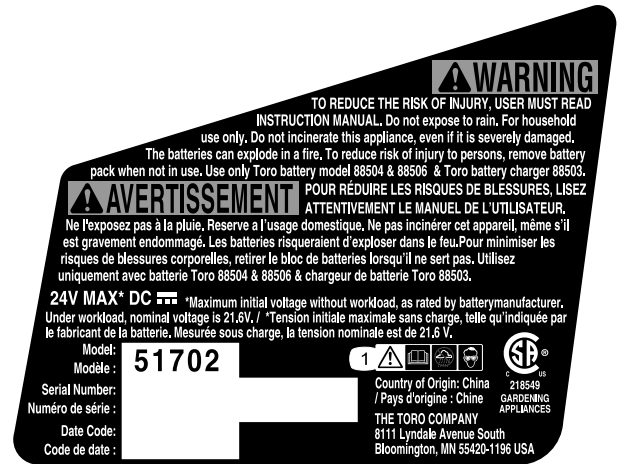 WARNING
TO REDUCE THE RISK OF INJURY, USER MUST READ
INSTRUCTION MANUAL. Do not expose to rain. For household
use only. Do not incinerate this appliance, even if it is severely damaged.
The batteries can explode in a fire. To reduce risk of injury to persons, remove battery
pack when not in use. Use only Toro battery model 88504 & 88506 & Toro battery charger 88503.
AVERTISSEMENT
POUR RÉDUIRE LES RISQUES DE BLESSURES, LISEZ
ATTENTIVEMENT LE MANUEL DE L'UTILISATEUR.
Ne l'exposez pas à la pluie. Reserve a l'usage domestique. Ne pas incinérer cet appareil, même s'il
est gravement endommagé. Les batteries risqueraient d'exploser dans le feu.Pour minimiser les
risques de blessures corporelles, retirer le bloc de batteries lorsqu'il ne sert pas. Utilisez
uniquement avec batterie Toro 88504 & 88506 & chargeur de batterie Toro 88503.
24V MAX* DC *Maximum initial voltage without workload, as rated by batterymanufacturer.
Under workload, nominal voltage is 21.6V. / *Tension initiale maximale sans charge, telle qu'indiquée par
le fabricant de la batterie. Mesurée sous charge, la tension nominale est de 21,6 V.
Model:
Modèle :
51702
Serial Number:
Numéro de série :
Date Code:
Code de date :
1
Country of Origin: China
/ Pays d'origine : Chine
THE TORO COMPANY
8111 Lyndale Avenue South
Bloomington, MN 55420-1196 USA
SA ®
C US
218549
GARDENING
APPLIANCES